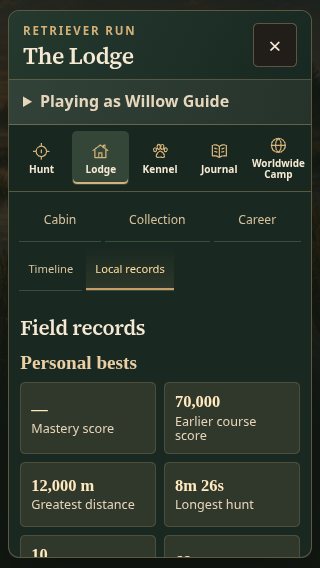 RETRIEVER RUN
The Lodge
×
▶ Playing as Willow Guide
Hunt
Lodge
Kennel
Journal
Worldwide
Camp
Cabin
Collection
Career
Timeline
Local records
Field records
Personal bests
—
Mastery score
70,000
Earlier course
score
12,000 m
Greatest distance
8m 26s
Longest hunt
10